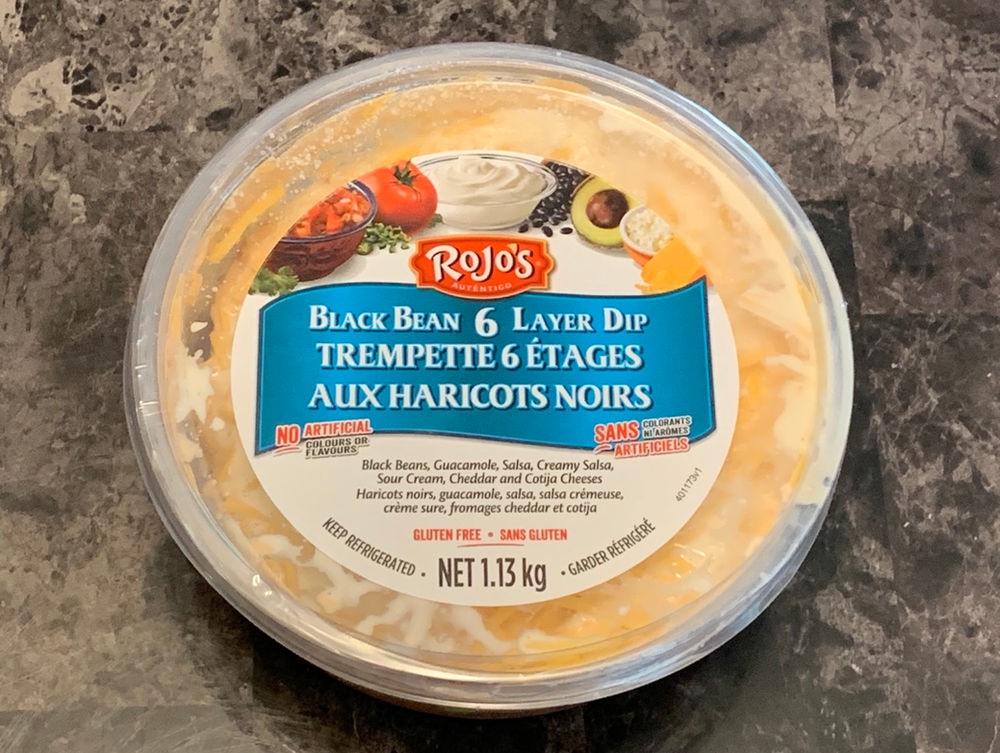 RoJo's
AUTÉNTICO
Black Bean 6 Layer Dip
TREMPETTE 6 ÉTAGES
AUX HARICOTS NOIRS
NO ARTIFICIAL
COLOURS OR
FLAVOURS
SANS COLORANTS
NI ARÔMES
ARTIFICIELS
Black Beans, Guacamole, Salsa, Creamy Salsa,
Sour Cream, Cheddar and Cotija Cheeses
Haricots noirs, guacamole, salsa, salsa crémeuse,
crème sure, fromages cheddar et cotija
401173v1
GLUTEN FREE • SANS GLUTEN
KEEP REFRIGERATED • NET 1.13 kg • GARDER RÉFRIGÉRÉ